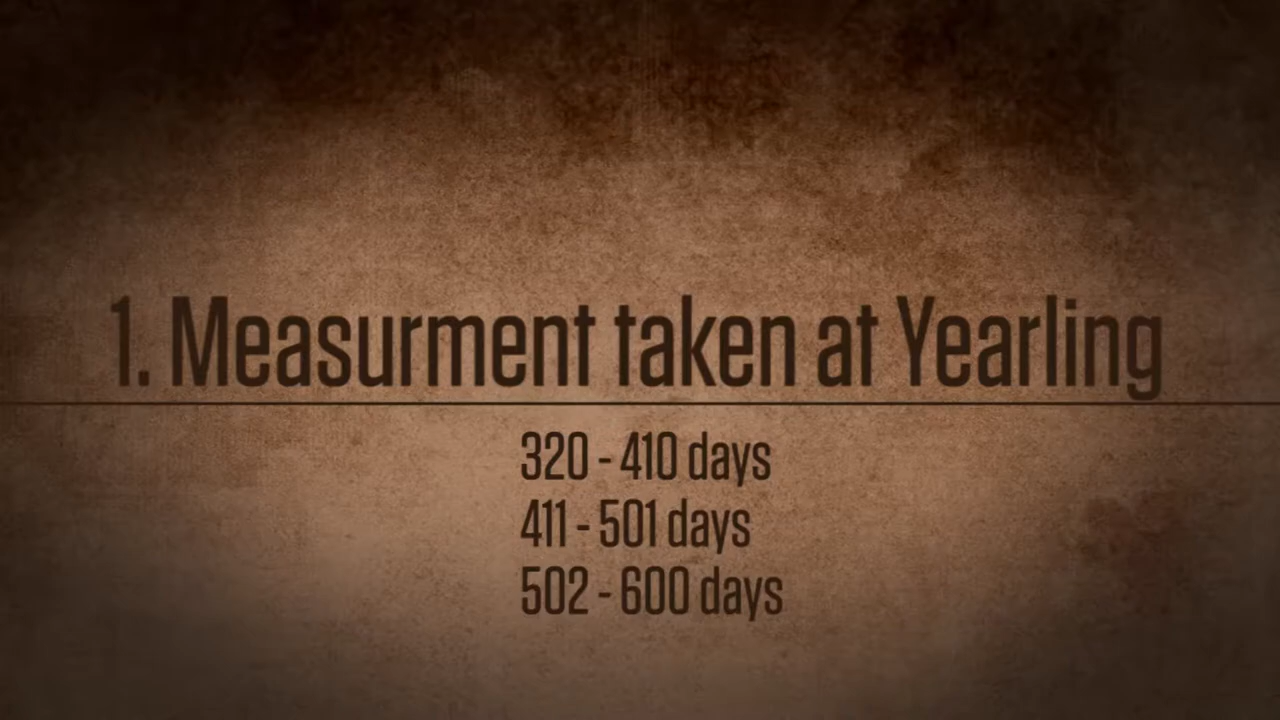 1. Measurment taken at Yearling
320 - 410 days
411 - 501 days
502 - 600 days